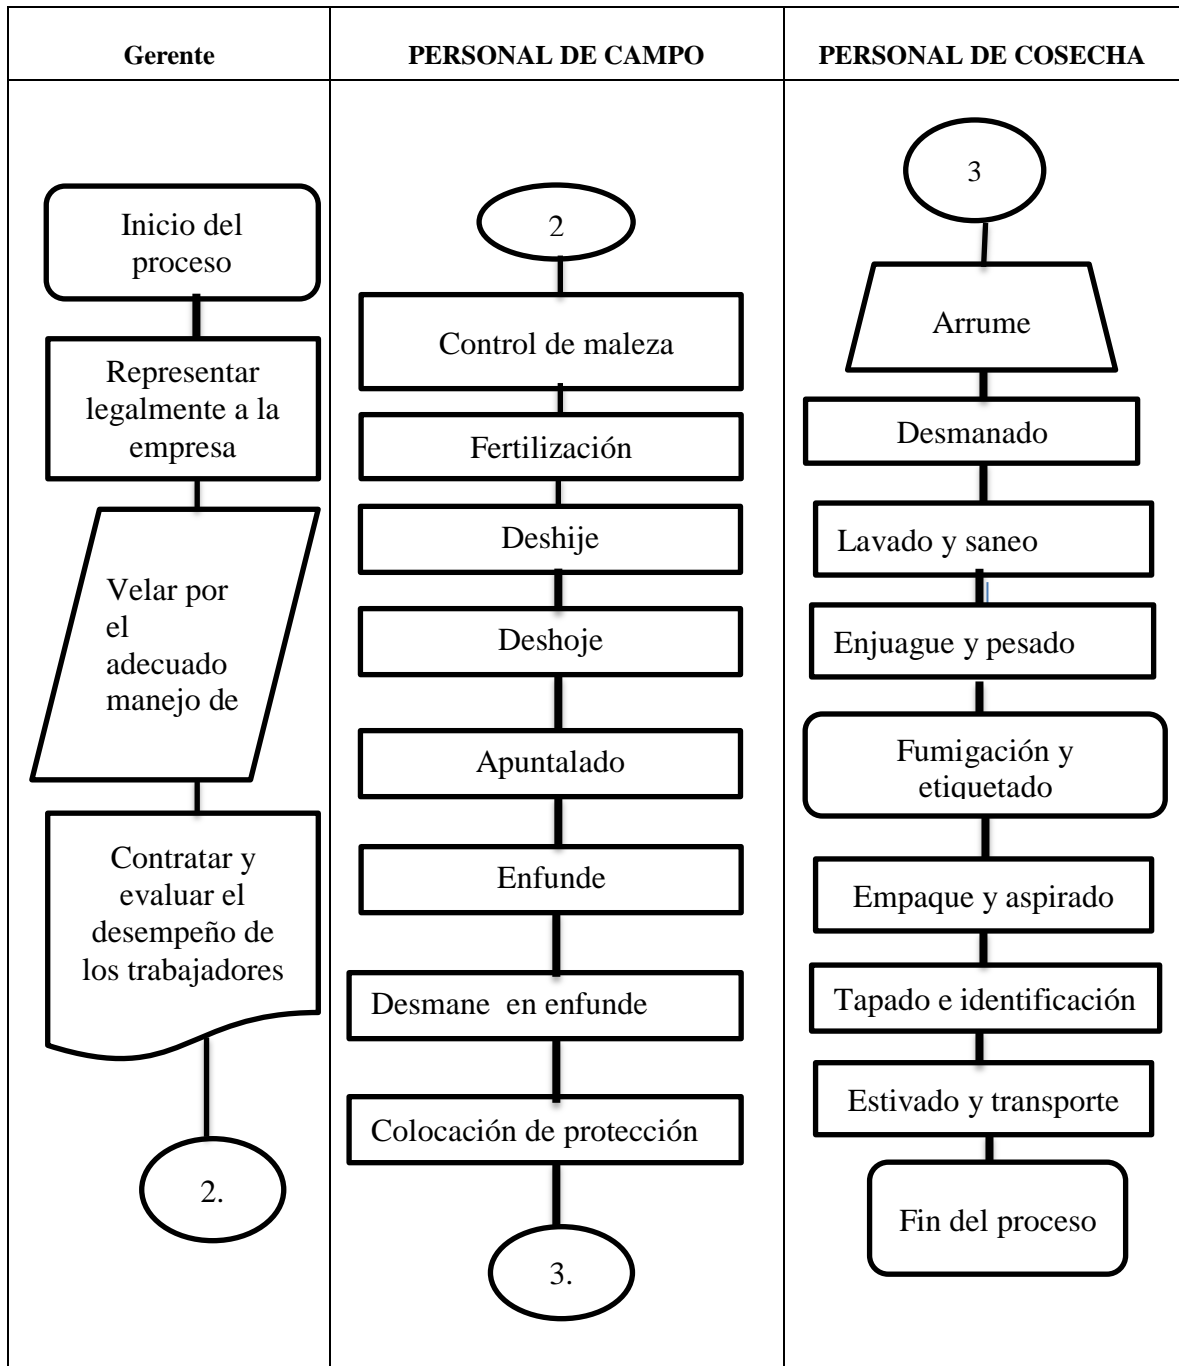 Gerente
PERSONAL DE CAMPO
PERSONAL DE COSECHA
Inicio del
proceso
Representar
legalmente a la
empresa
Velar por
el
adecuado
manejo de
Contratar y
evaluar el
desempeño de
los trabajadores
2.
2
Control de maleza
Fertilización
Deshije
Deshoje
Apuntalado
Enfunde
Desmane en enfunde
Colocación de protección
3.
3
Arrume
Desmanado
Lavado y saneo
Enjuague y pesado
Fumigación y
etiquetado
Empaque y aspirado
Tapado e identificación
Estivado y transporte
Fin del proceso